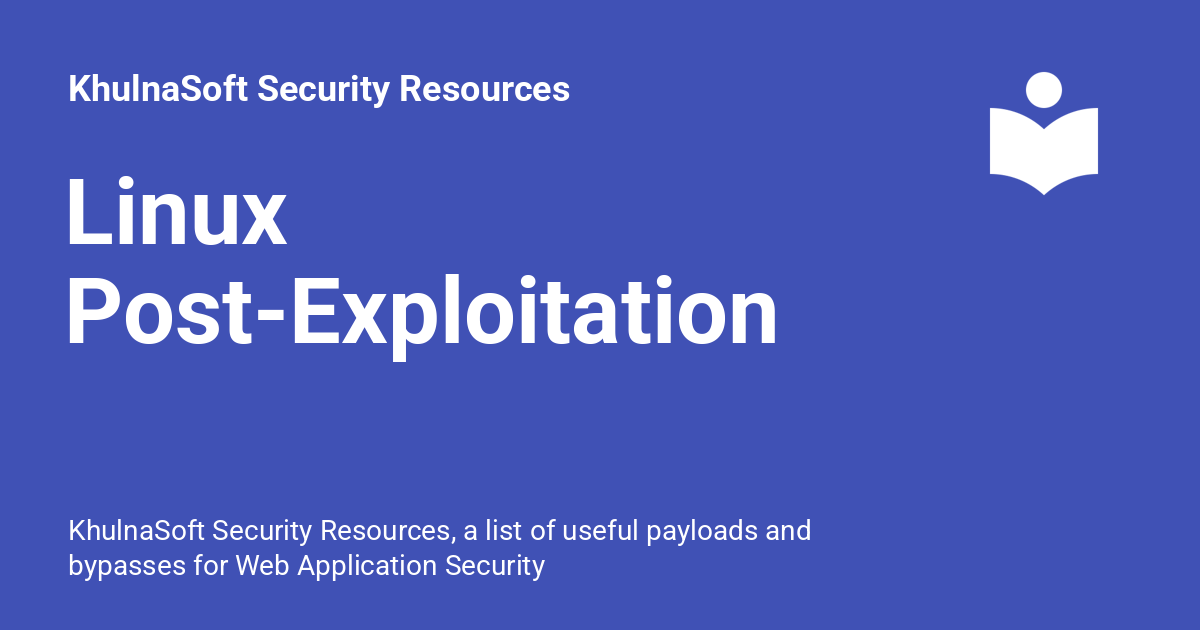 KhulnaSoft Security Resources
Linux
Post-Exploitation
KhulnaSoft Security Resources, a list of useful payloads and
bypasses for Web Application Security